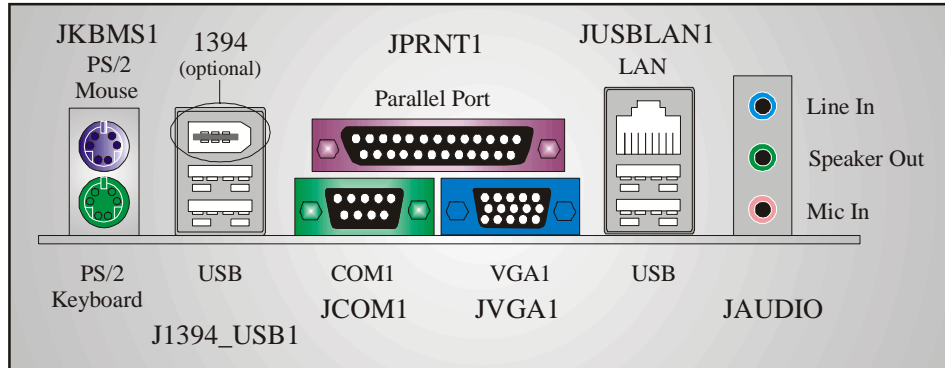 JKBMS1
PS/2
Mouse
1394
(optional)
JPRNT1
Parallel Port
JUSBLAN1
LAN
Line In
Speaker Out
Mic In
PS/2
Keyboard
USB
J1394_USB1
COM1
JCOM1
VGA1
JVGA1
USB
JAUDIO